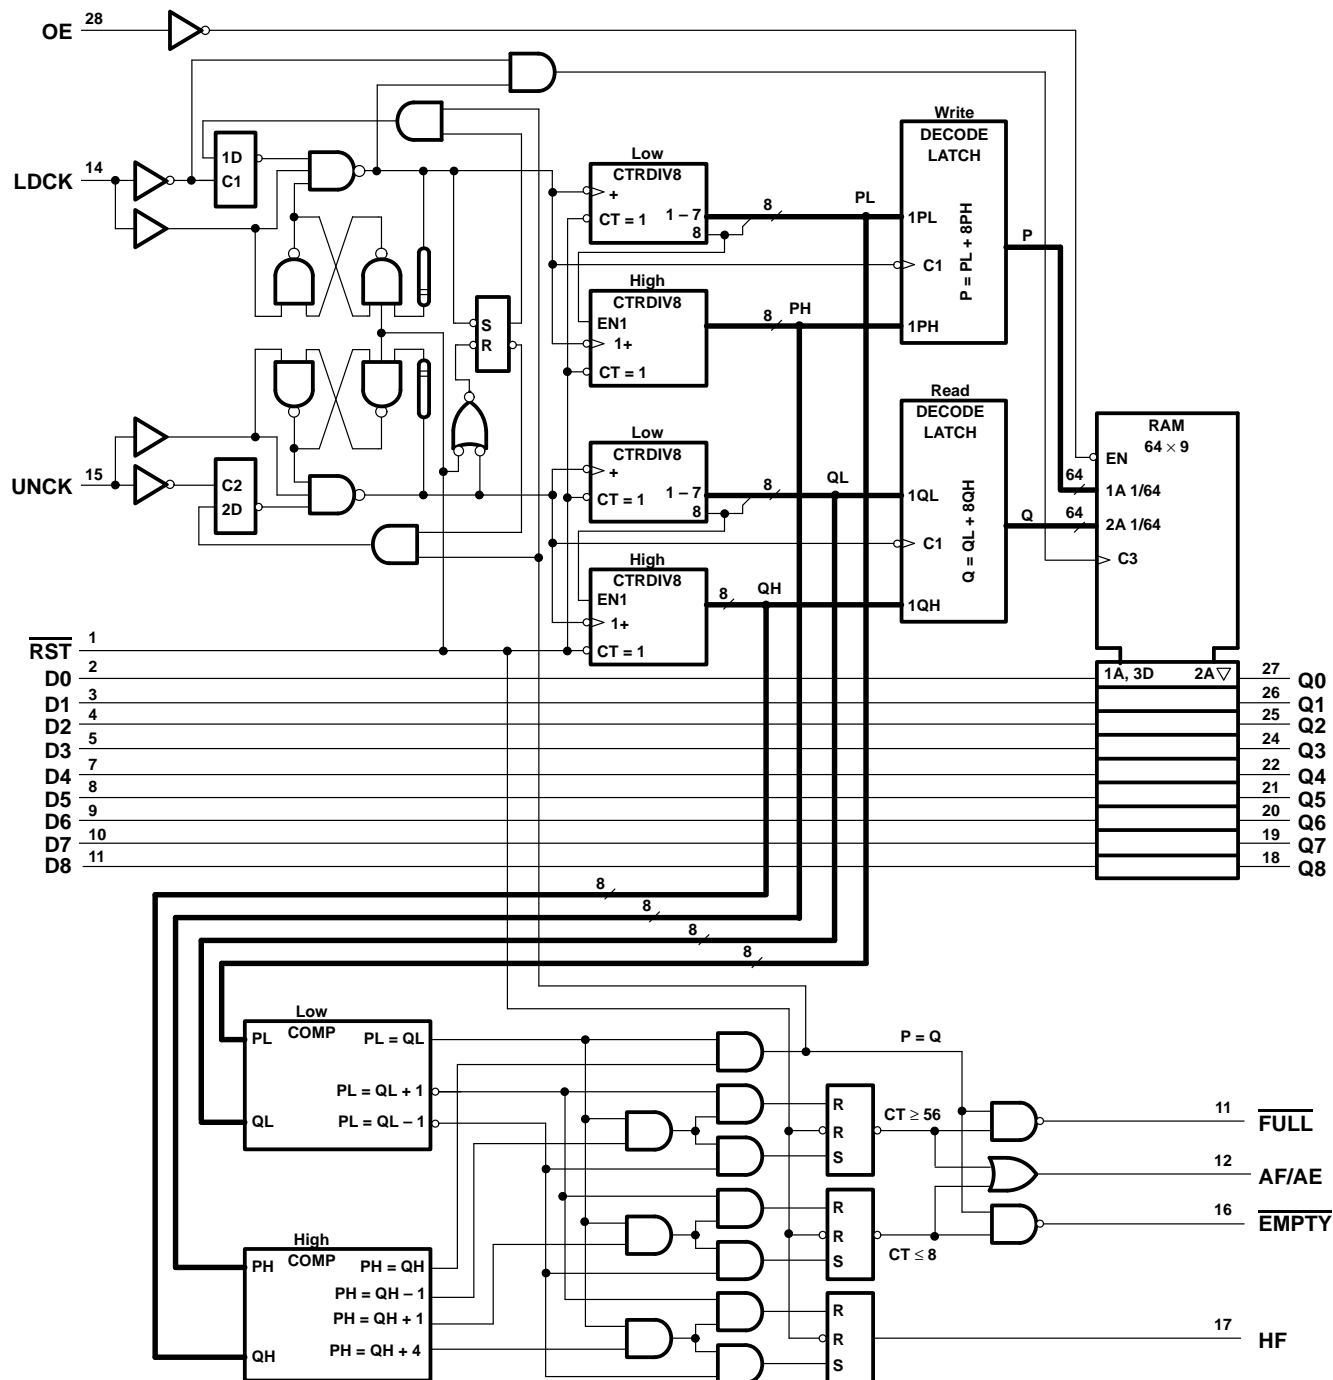 OE 28
LDCK 14
1D
C1
Low
CTRDIV8
+
CT = 1
1 – 7
8
8
PL
Write
DECODE
LATCH
1PL
C1
P = PL + 8PH
1PH
P
High
CTRDIV8
EN1
1+
CT = 1
8
PH
S
R
UNCK 15
C2
2D
Low
CTRDIV8
+
CT = 1
1 – 7
8
8
QL
Read
DECODE
LATCH
1QL
C1
Q = QL + 8QH
1QH
Q
High
CTRDIV8
EN1
1+
CT = 1
8
QH
RAM
64 × 9
EN
64
1A 1/64
64
2A 1/64
C3
RST 1
1A, 3D
2A▽
D0 2
27 Q0
D1 3
26 Q1
D2 4
25 Q2
D3 5
24 Q3
D4 7
22 Q4
D5 8
21 Q5
D6 9
20 Q6
D7 10
19 Q7
D8 11
18 Q8
8
8
8
8
Low
COMP
PL
QL
PL = QL
PL = QL + 1
PL = QL – 1
High
COMP
PH
QH
PH = QH
PH = QH – 1
PH = QH + 1
PH = QH + 4
P = Q
R
R
S
CT ≥ 56
R
R
S
CT ≤ 8
R
R
S
11 FULL
12 AF/AE
16 EMPTY
17 HF